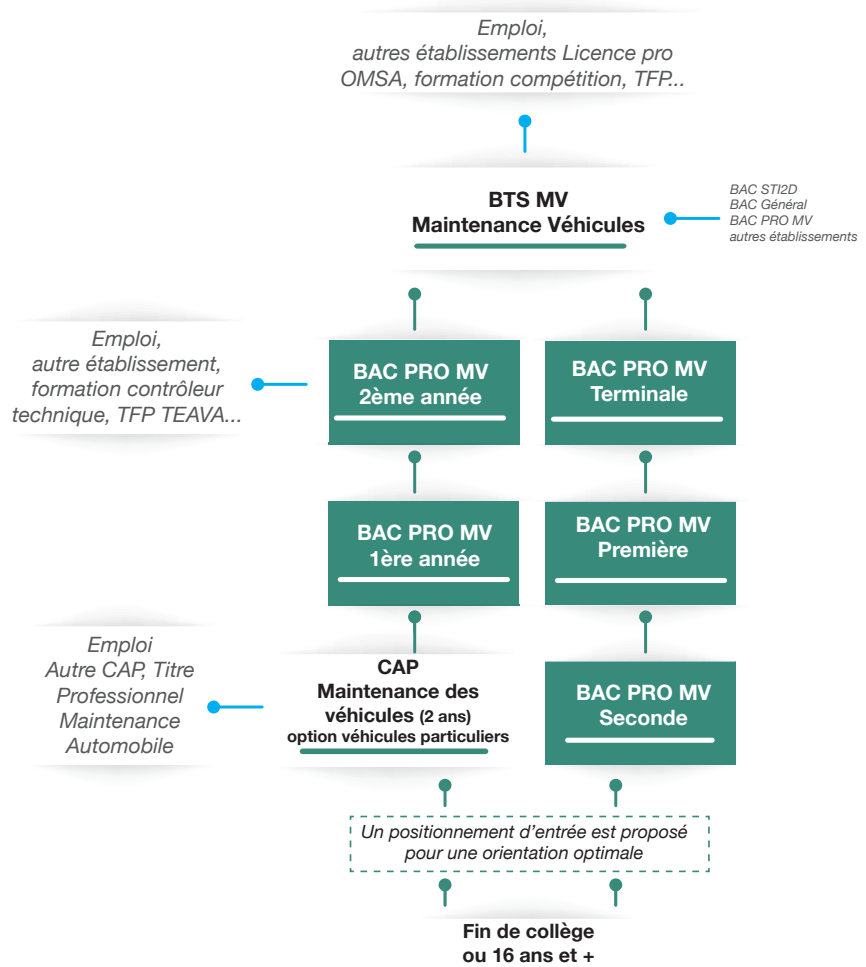 Emploi,
autres établissements Licence pro
OMSA, formation compétition, TFP...
BTS MV
Maintenance Véhicules
BAC STI2D
BAC Général
BAC PRO MV
autres établissements
Emploi,
autre établissement,
formation contrôleur
technique, TFP TEAVA...
BAC PRO MV
2ème année
BAC PRO MV
Terminale
BAC PRO MV
1ère année
BAC PRO MV
Première
Emploi
Autre CAP, Titre
Professionnel
Maintenance
Automobile
CAP
Maintenance des
véhicules (2 ans)
option véhicules particuliers
BAC PRO MV
Seconde
Un positionnement d'entrée est proposé
pour une orientation optimale
Fin de collège
ou 16 ans et +